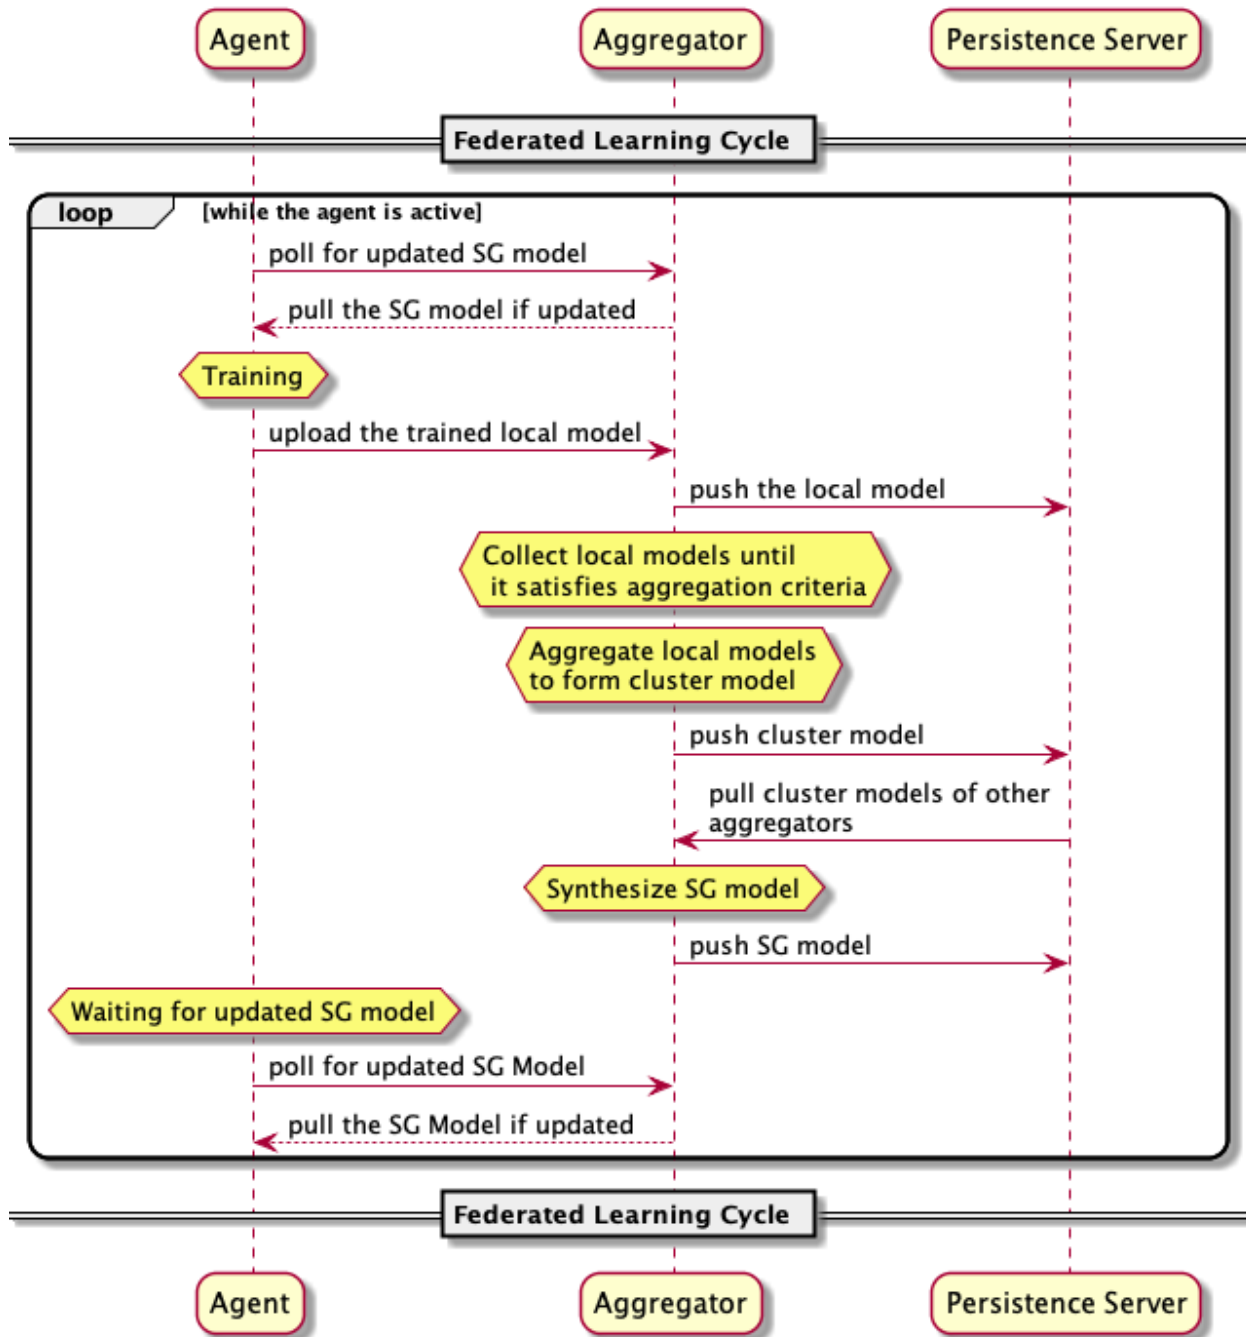 Agent
Aggregator
Persistence Server
Federated Learning Cycle
loop
[while the agent is active]
poll for updated SG model
pull the SG model if updated
Training
upload the trained local model
push the local model
Collect local models until
it satisfies aggregation criteria
Aggregate local models
to form cluster model
push cluster model
pull cluster models of other
aggregators
Synthesize SG model
push SG model
Waiting for updated SG model
poll for updated SG Model
pull the SG Model if updated
Federated Learning Cycle
Agent
Aggregator
Persistence Server